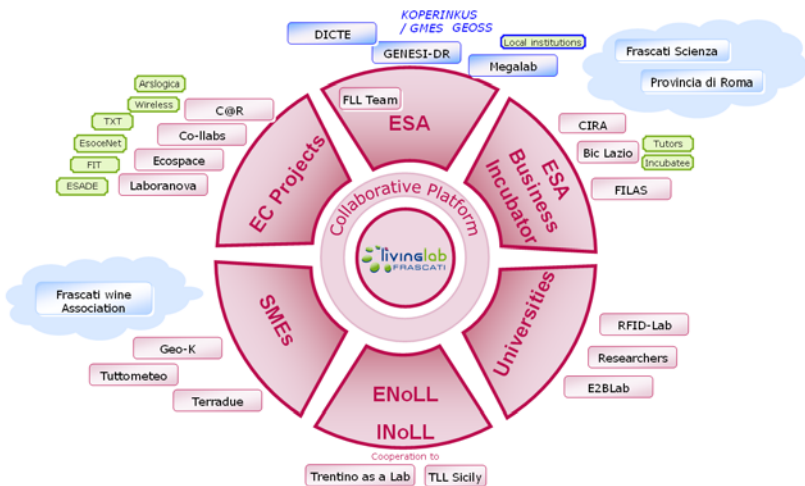 KOPERINKUS
/ GMES GEOSS
DICTE
GENESI-DR
Local institutions
Megalab
Frascati Scienza
Provincia di Roma
Arslogica
Wireless
TXT
EsoceNet
FIT
ESADE
C@R
Co-llabs
Ecospace
Laboranova
FLL Team
ESA
CIRA
Bic Lazio
Tutors
Incubatee
FILAS
EC Projects
ESA
Business
Incubator
Collaborative Platform
livinglab
FRASCATI
Frascati wine
Association
SMEs
Universities
Geo-K
Tuttometeo
Terradue
RFID-Lab
Researchers
E2BLab
ENoLL
INoLL
Cooperation to
Trentino as a Lab
TLL Sicily